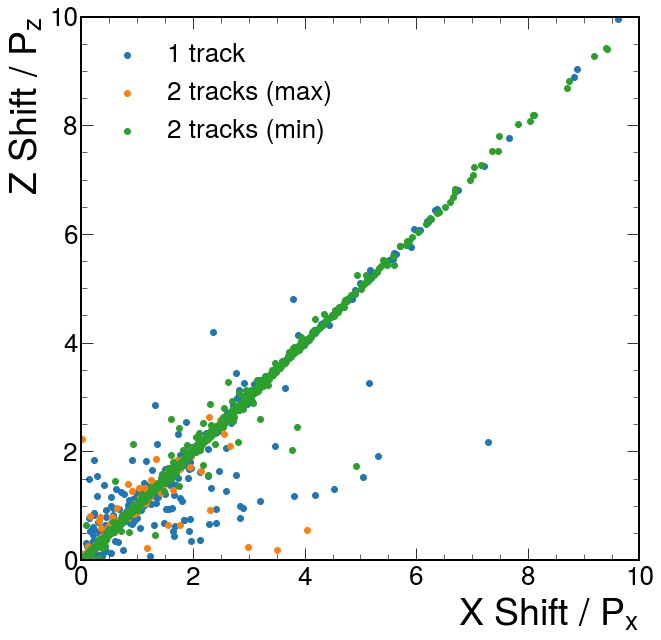 Z Shift / Pz
10
8
6
4
2
0
1 track
2 tracks (max)
2 tracks (min)
0 2 4 6 8 10
X Shift / Px